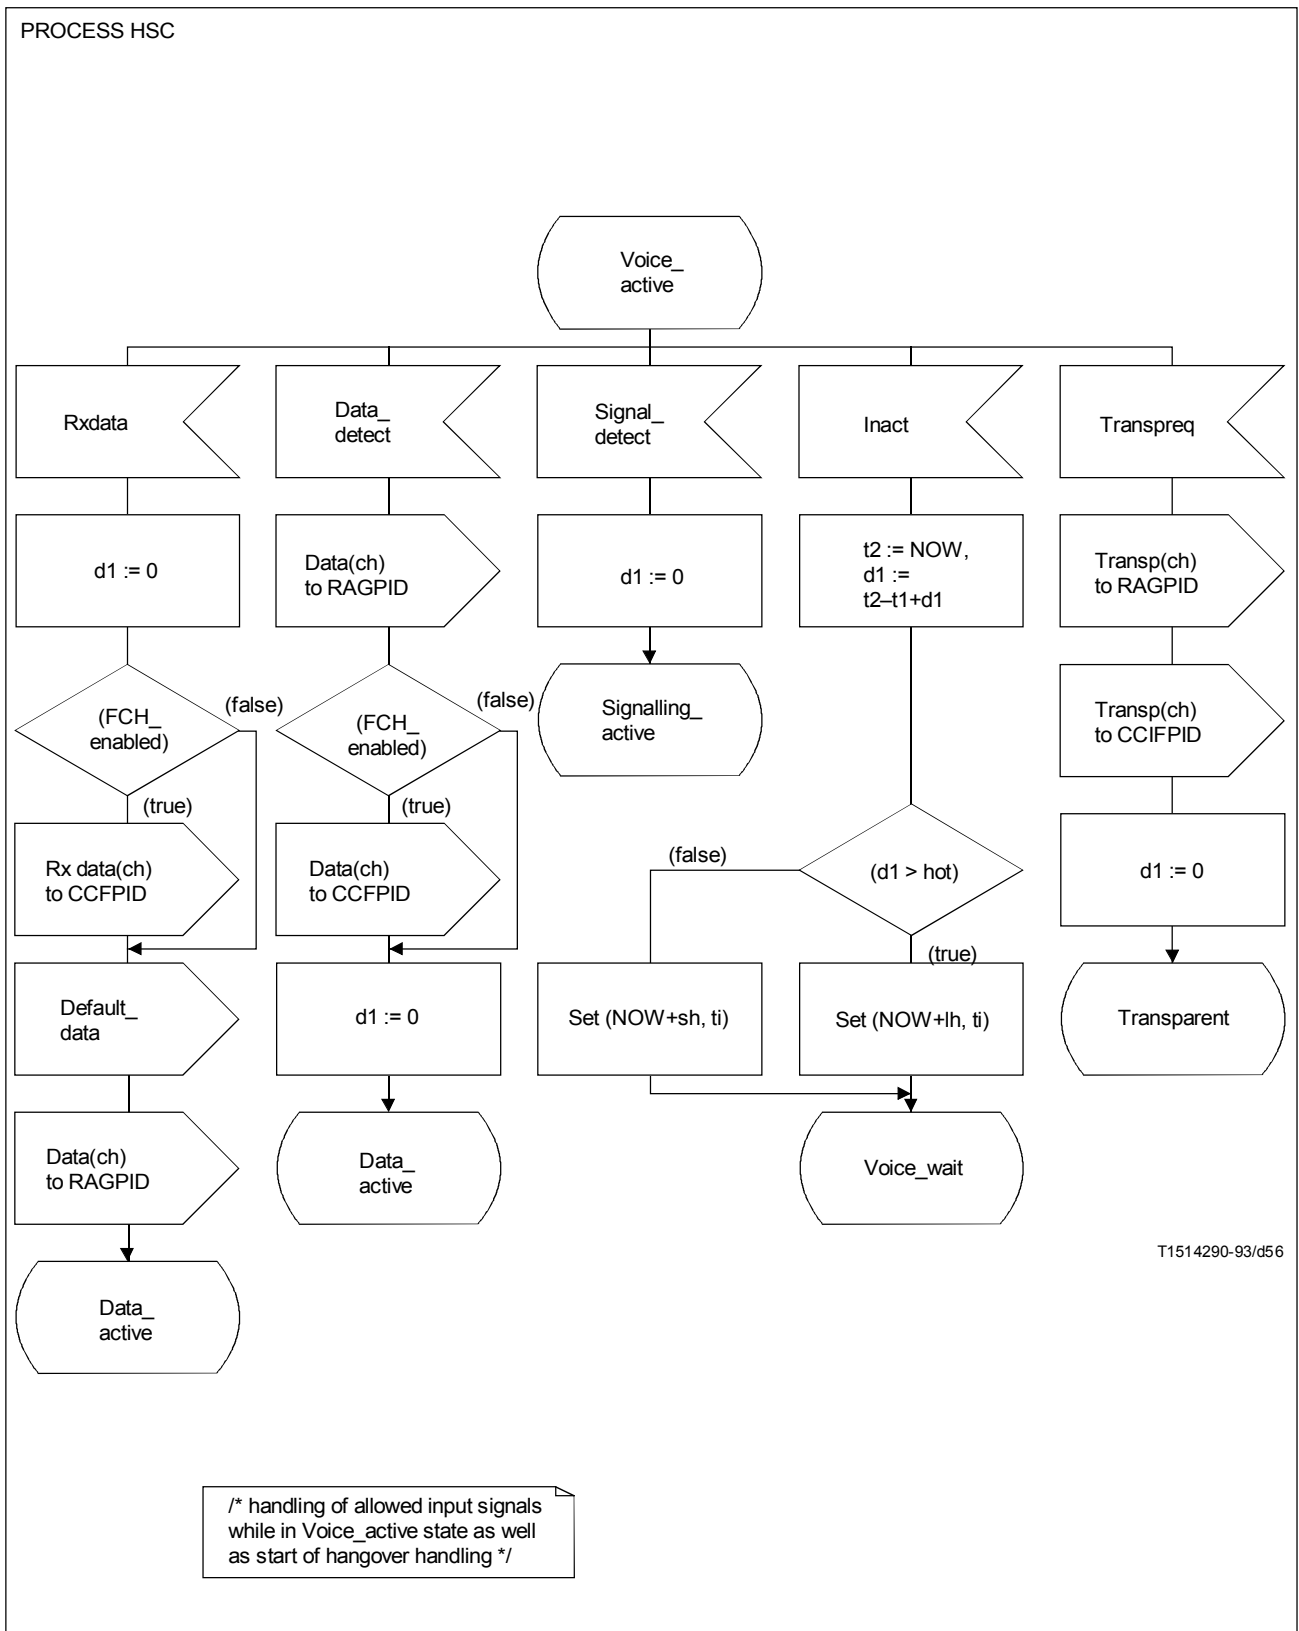 PROCESS HSC
Voice_
active
Rxdata
Data_
detect
Signal_
detect
Inact
Transpreq
d1 := 0
Data(ch)
to RAGPID
d1 := 0
t2 := NOW,
d1 :=
t2–t1+d1
Transp(ch)
to RAGPID
(FCH_
enabled)
(false)
(true)
(FCH_
enabled)
(false)
(true)
Signalling_
active
Transp(ch)
to CCIFPID
Rx data(ch)
to CCFPID
Data(ch)
to CCFPID
(false)
(d1 > hot)
(true)
d1 := 0
Default_
data
d1 := 0
Set (NOW+sh, ti)
Set (NOW+lh, ti)
Transparent
Data(ch)
to RAGPID
Data_
active
Voice_wait
T1514290-93/d56
Data_
active
/* handling of allowed input signals
while in Voice_active state as well
as start of hangover handling */